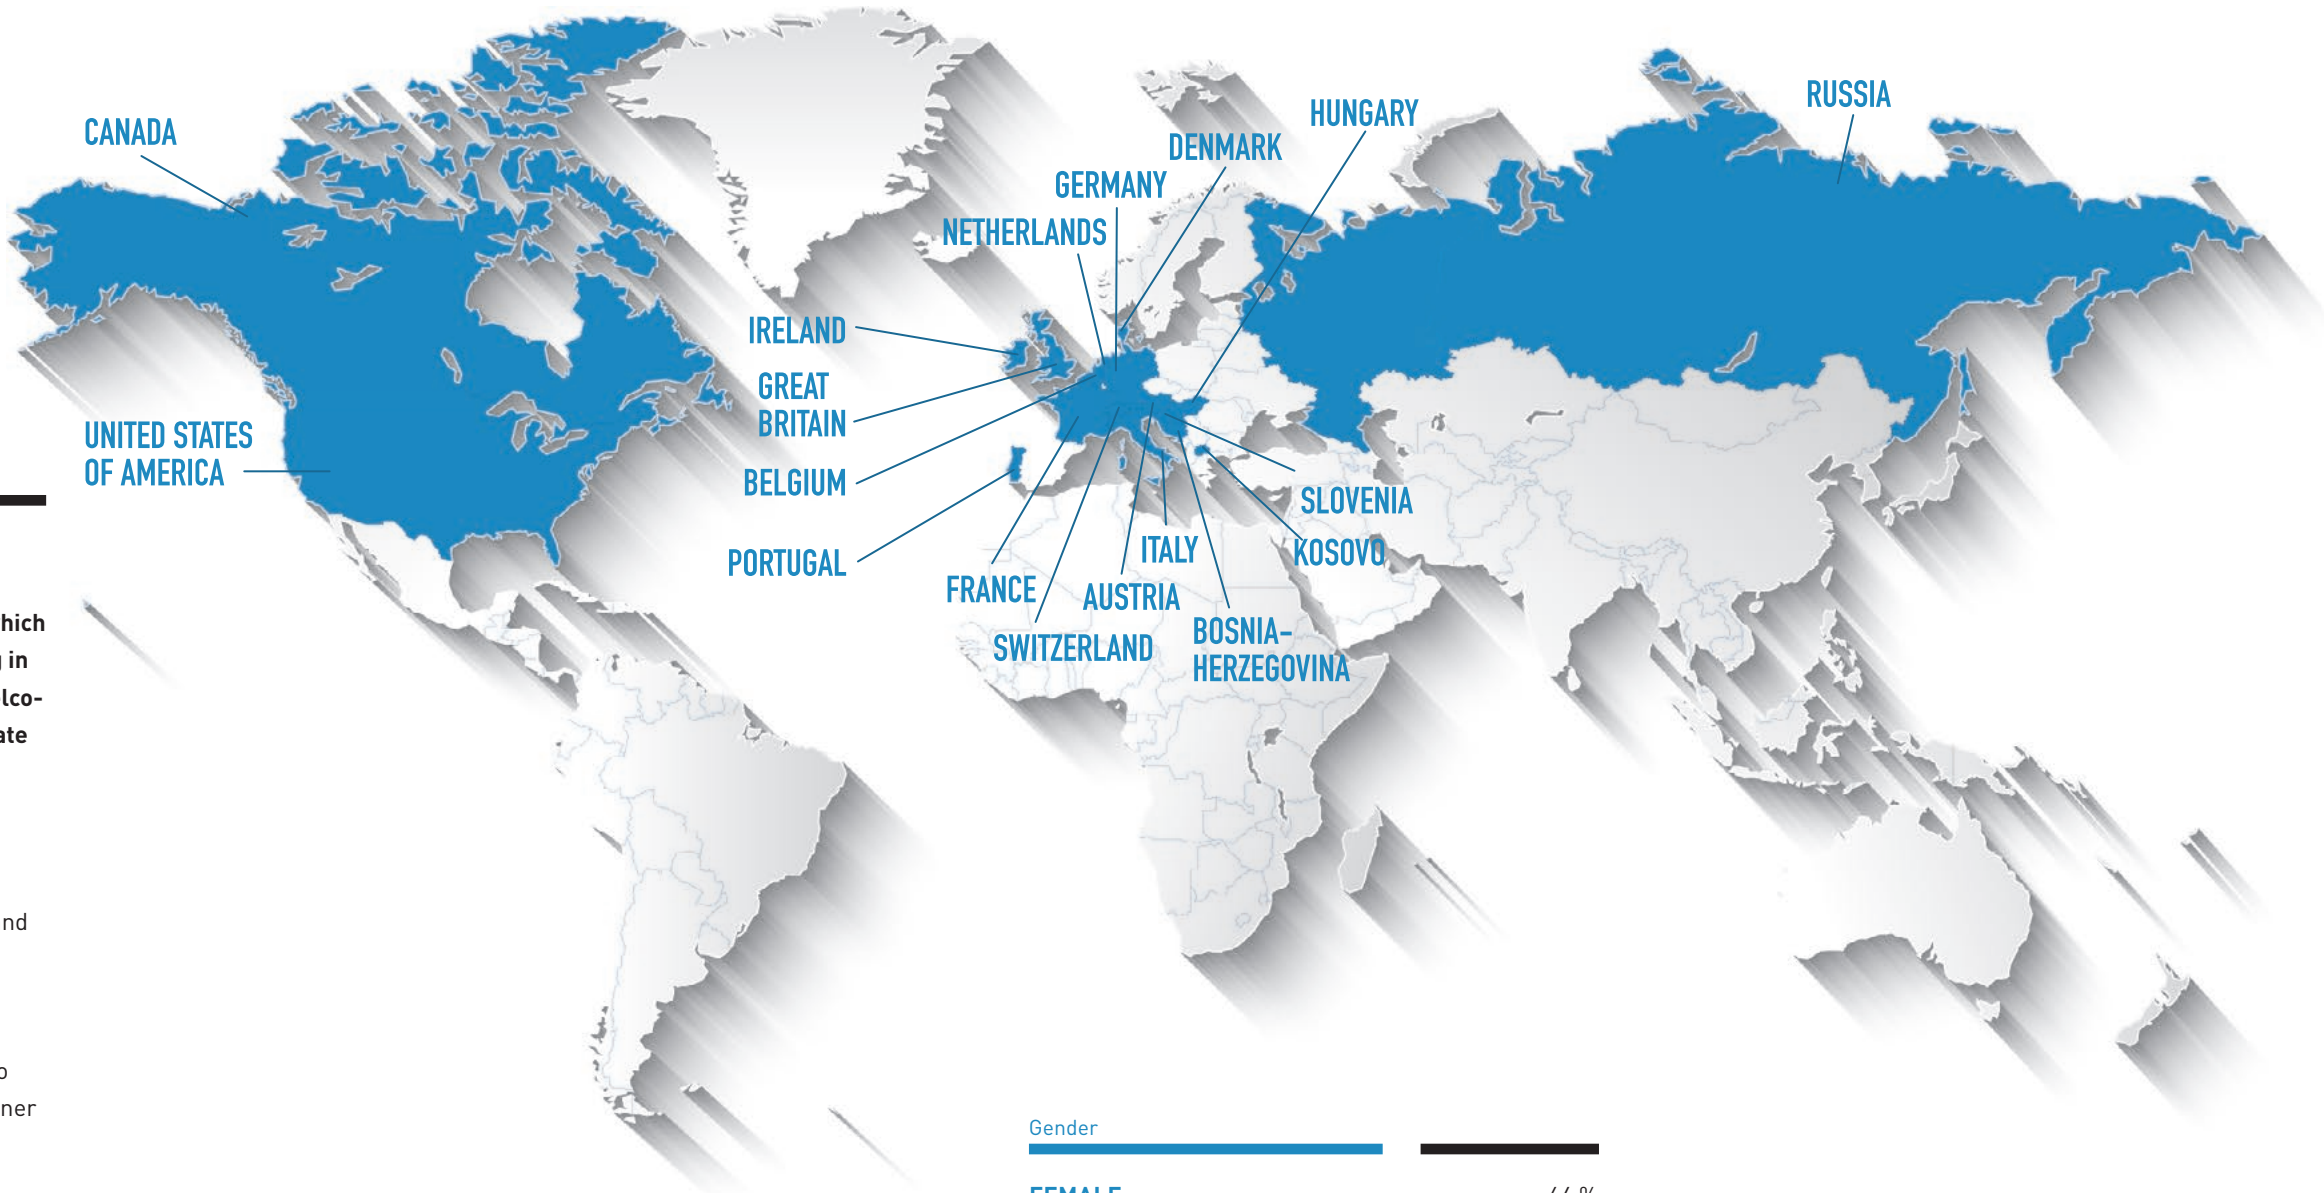 CANADA
UNITED STATES
OF AMERICA
HUNGARY
RUSSIA
DENMARK
GERMANY
NETHERLANDS
IRELAND
GREAT
BRITAIN
BELGIUM
PORTUGAL
FRANCE
SWITZERLAND
AUSTRIA
ITALY
BOSNIA-
HERZEGOVINA
KOSOVO
SLOVENIA
hich
in
lco-
ate
nd
o
ner
Gender
FEMALE